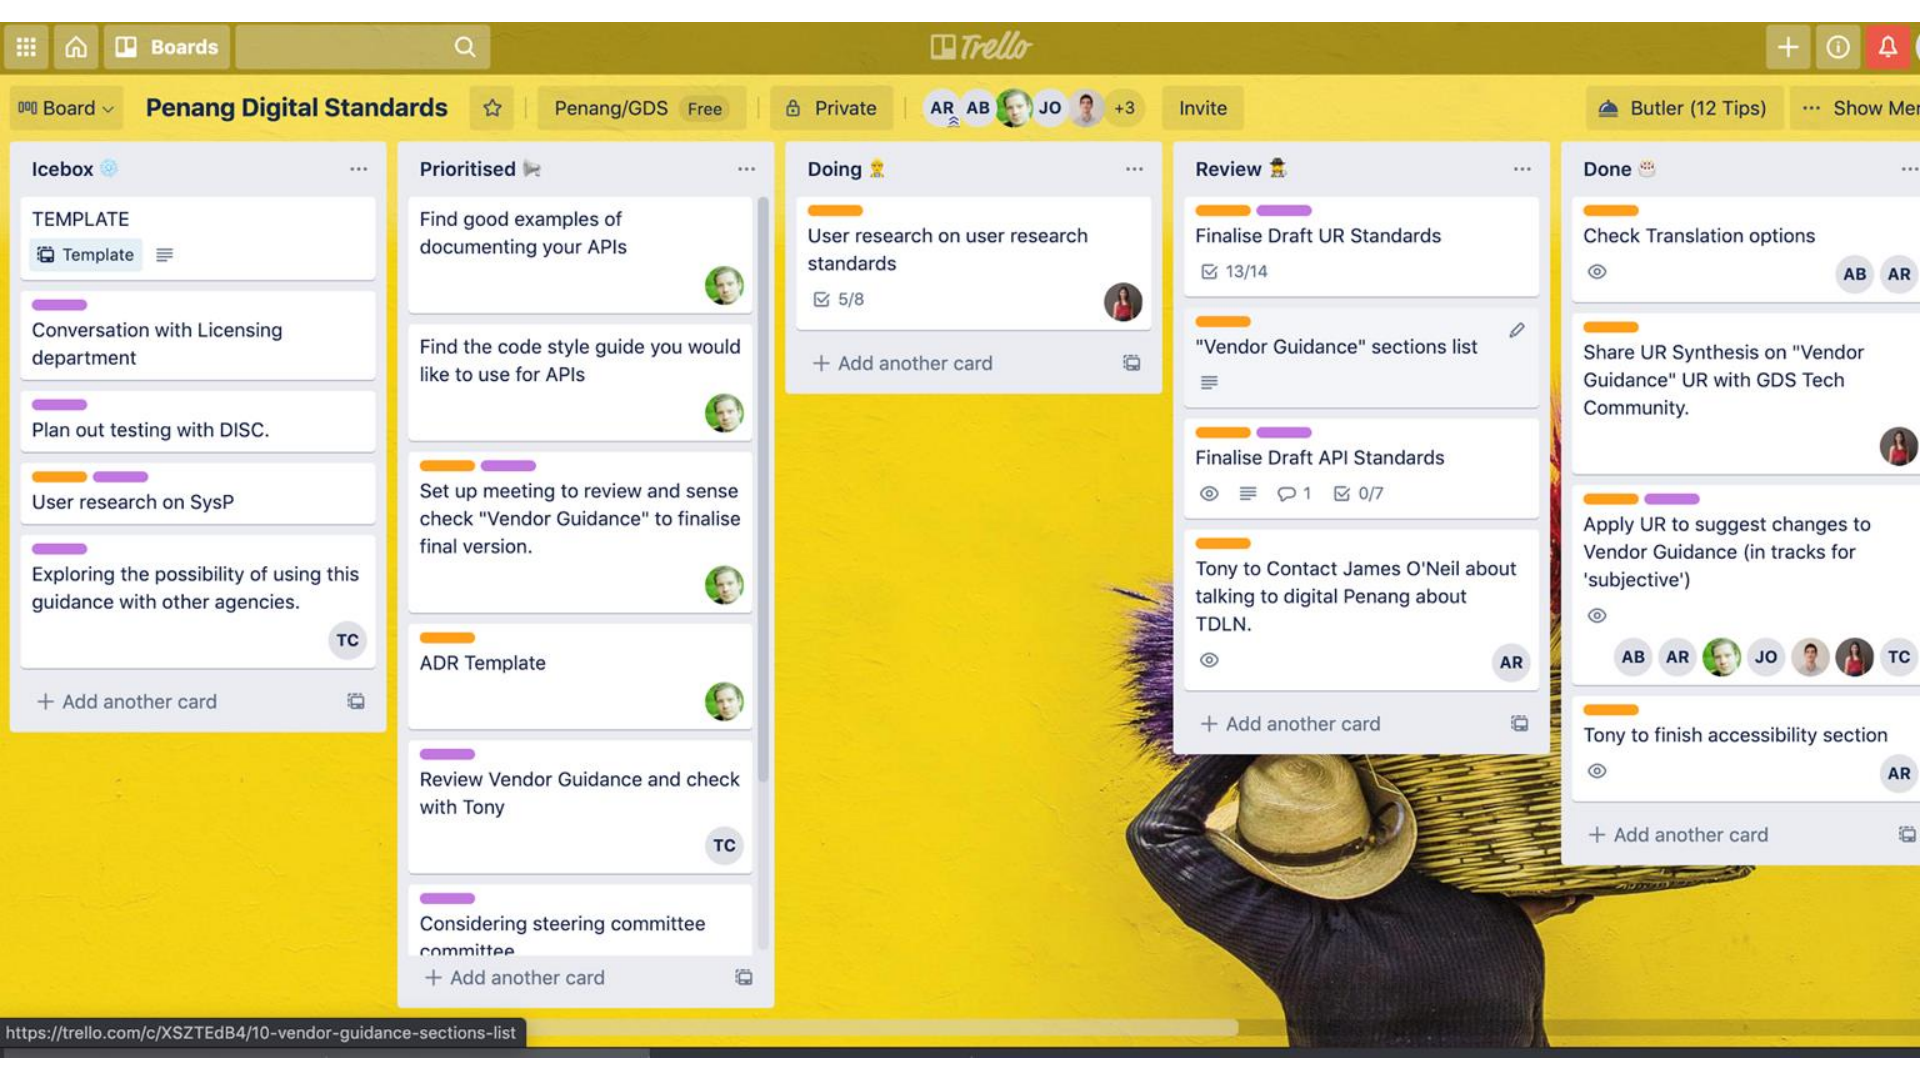 Boards
Trello
Board
Penang Digital Standards
Penang/GDS Free
Private
AR AB JO +3
Invite
Butler (12 Tips)
Show Mer
Icebox
TEMPLATE
Template
Conversation with Licensing
department
Plan out testing with DISC.
User research on SysP
Exploring the possibility of using this
guidance with other agencies.
TC
+ Add another card
Prioritised
Find good examples of
documenting your APIs
Find the code style guide you would
like to use for APIs
Set up meeting to review and sense
check "Vendor Guidance" to finalise
final version.
ADR Template
Review Vendor Guidance and check
with Tony
TC
Considering steering committee
committee
+ Add another card
Doing
User research on user research
standards
5/8
+ Add another card
Review
Finalise Draft UR Standards
13/14
"Vendor Guidance" sections list
Finalise Draft API Standards
1 0/7
Tony to Contact James O'Neil about
talking to digital Penang about
TDLN.
AR
+ Add another card
Done
Check Translation options
AB AR
Share UR Synthesis on "Vendor
Guidance" UR with GDS Tech
Community.
Apply UR to suggest changes to
Vendor Guidance (in tracks for
'subjective')
AB AR JO TC
Tony to finish accessibility section
AR
+ Add another card
https://trello.com/c/XSZTEdB4/10-vendor-guidance-sections-list